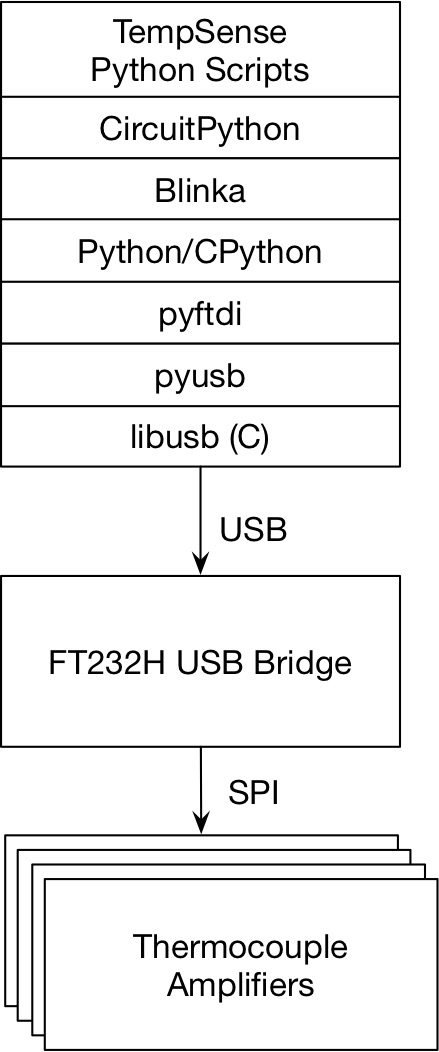 TempSense
Python Scripts
CircuitPython
Blinka
Python/CPython
pyftdi
pyusb
libusb (C)
USB
FT232H USB Bridge
SPI
Thermocouple
Amplifiers